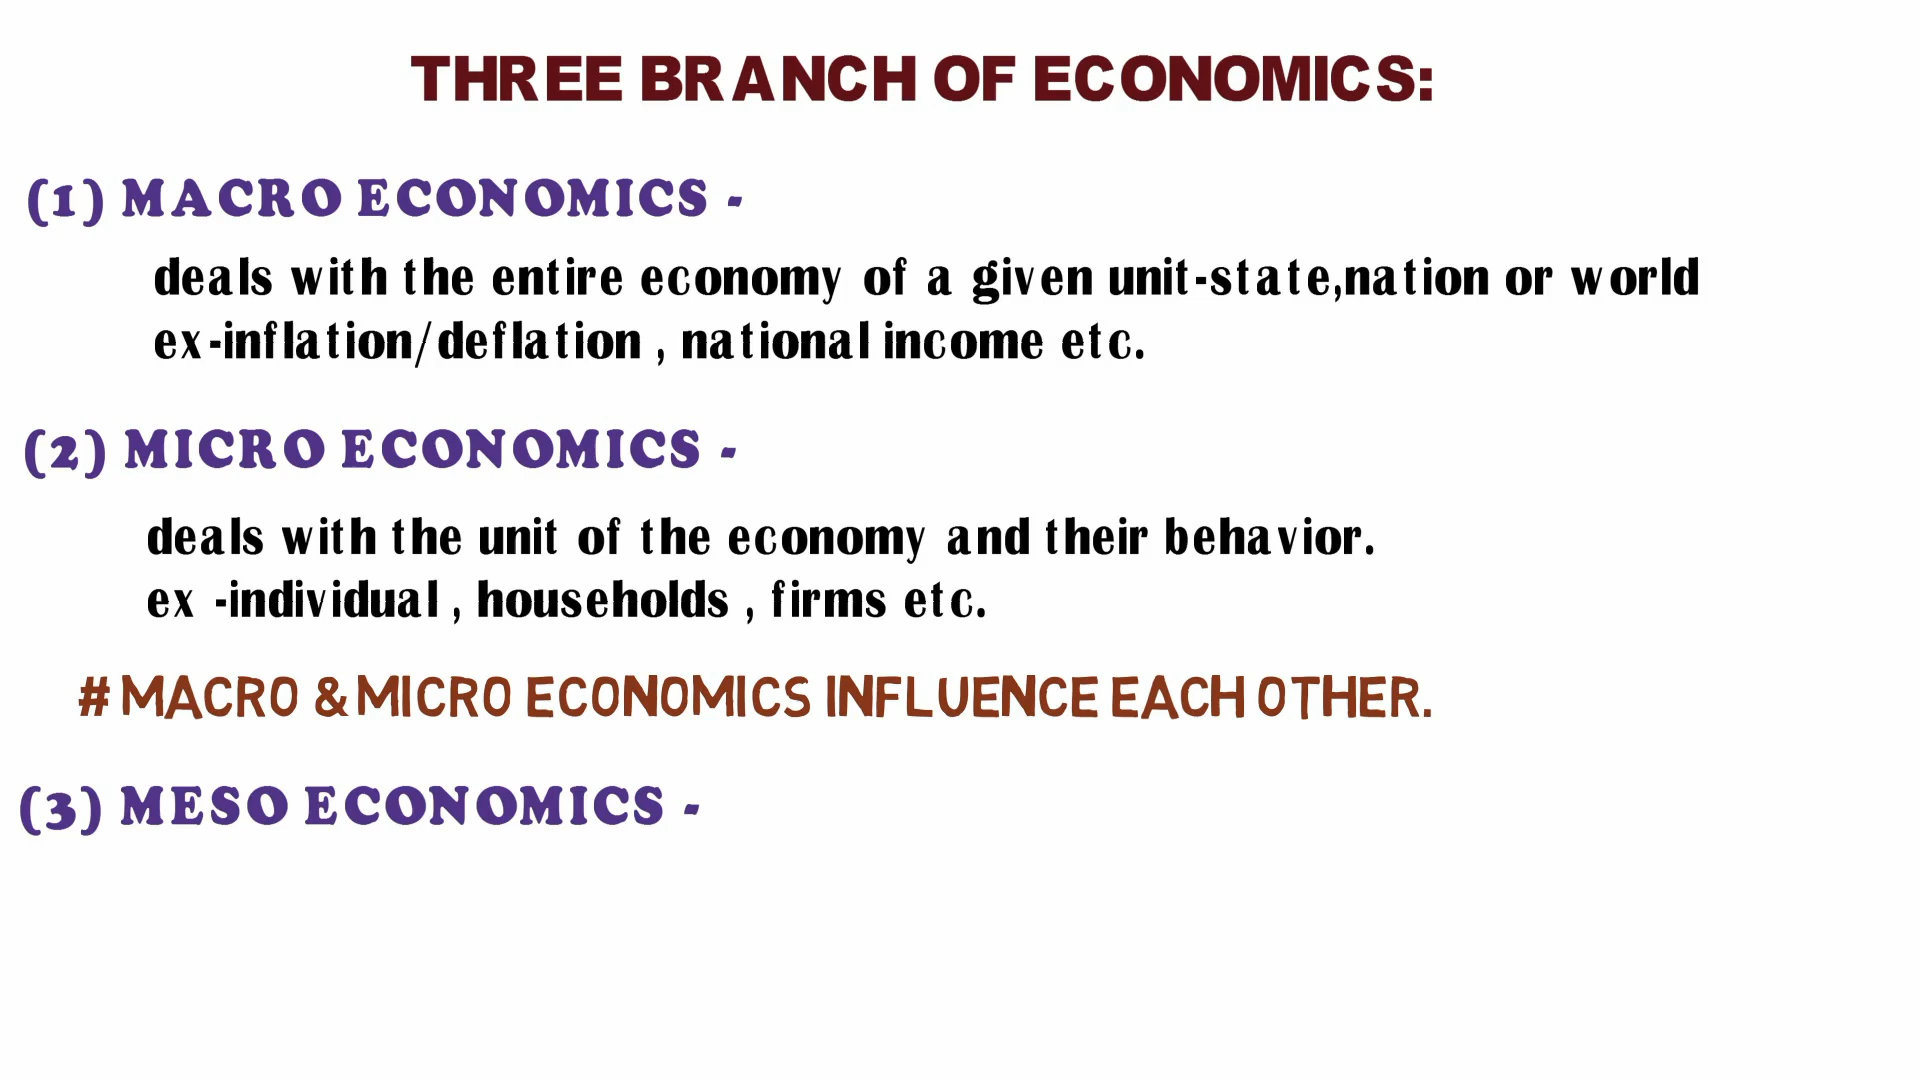 THREE BRANCH OF ECONOMICS:
(1) MACRO ECONOMICS -
deals with the entire economy of a given unit-state,nation or world
ex-inflation/deflation , national income etc.
(2) MICRO ECONOMICS -
deals with the unit of the economy and their behavior.
ex -individual , households , firms etc.
# MACRO & MICRO ECONOMICS INFLUENCE EACH OTHER.
(3) MESO ECONOMICS -